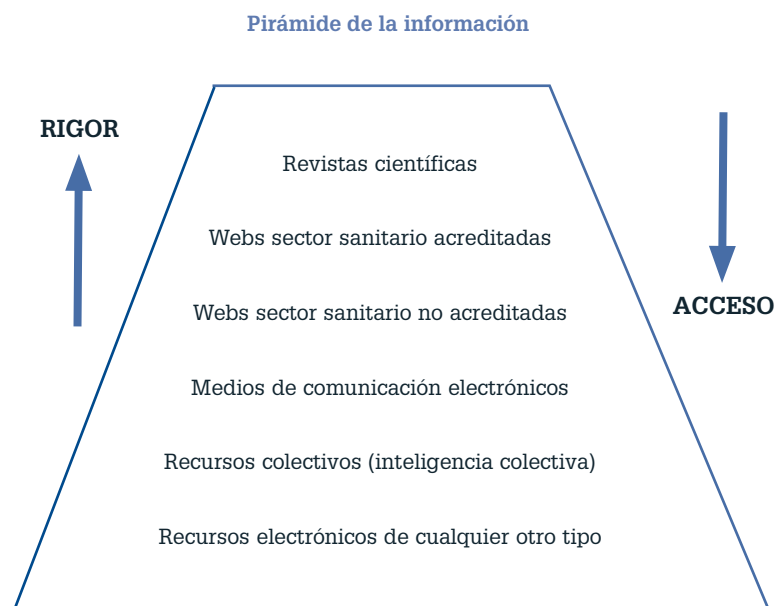 Pirámide de la información
RIGOR
Revistas científicas
Webs sector sanitario acreditadas
Webs sector sanitario no acreditadas
ACCESO
Medios de comunicación electrónicos
Recursos colectivos (inteligencia colectiva)
Recursos electrónicos de cualquier otro tipo